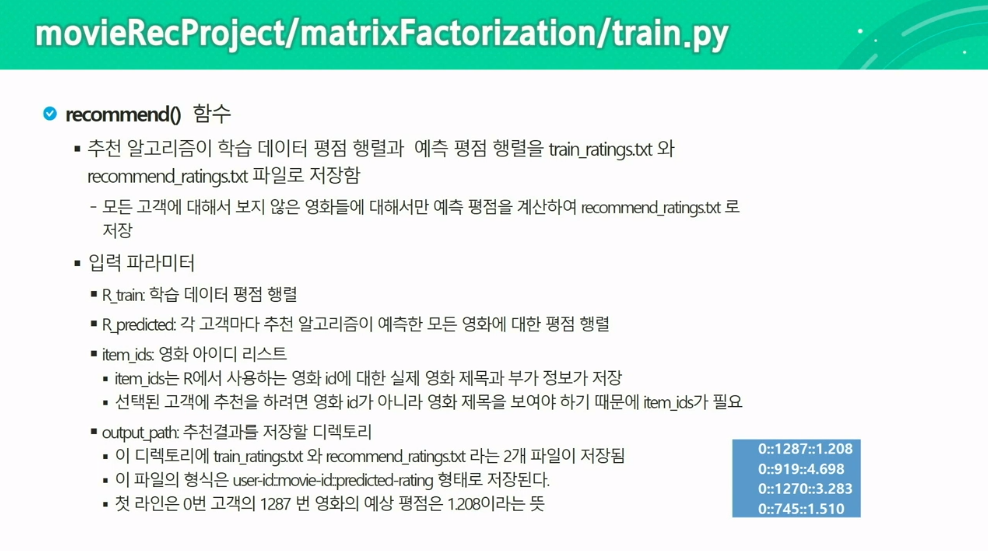 movieRecProject/matrixFactorization/train.py
recommend() 함수
▪ 추천 알고리즘이 학습 데이터 평점 행렬과 예측 평점 행렬을 train_ratings.txt 와
recommend_ratings.txt 파일로 저장함
- 모든 고객에 대해서 보지 않은 영화들에 대해서만 예측 평점을 계산하여 recommend_ratings.txt 로
저장
▪ 입력 파라미터
▪ R_train: 학습 데이터 평점 행렬
▪ R_predicted: 각 고객마다 추천 알고리즘이 예측한 모든 영화에 대한 평점 행렬
▪ item_ids: 영화 아이디 리스트
▪ item_ids는 R에서 사용하는 영화 id에 대한 실제 영화 제목과 부가 정보가 저장
▪ 선택된 고객에 추천을 하려면 영화 id가 아니라 영화 제목을 보여야 하기 때문에 item_ids가 필요
▪ output_path: 추천결과를 저장할 디렉토리
▪ 이 디렉토리에 train_ratings.txt 와 recommend_ratings.txt 라는 2개 파일이 저장됨
▪ 이 파일의 형식은 user-id:movie-id:predicted-rating 형태로 저장된다.
▪ 첫 라인은 0번 고객의 1287 번 영화의 예상 평점은 1.208이라는 뜻
0::1287::1.208
0::919::4.698
0::1270::3.283
0::745::1.510